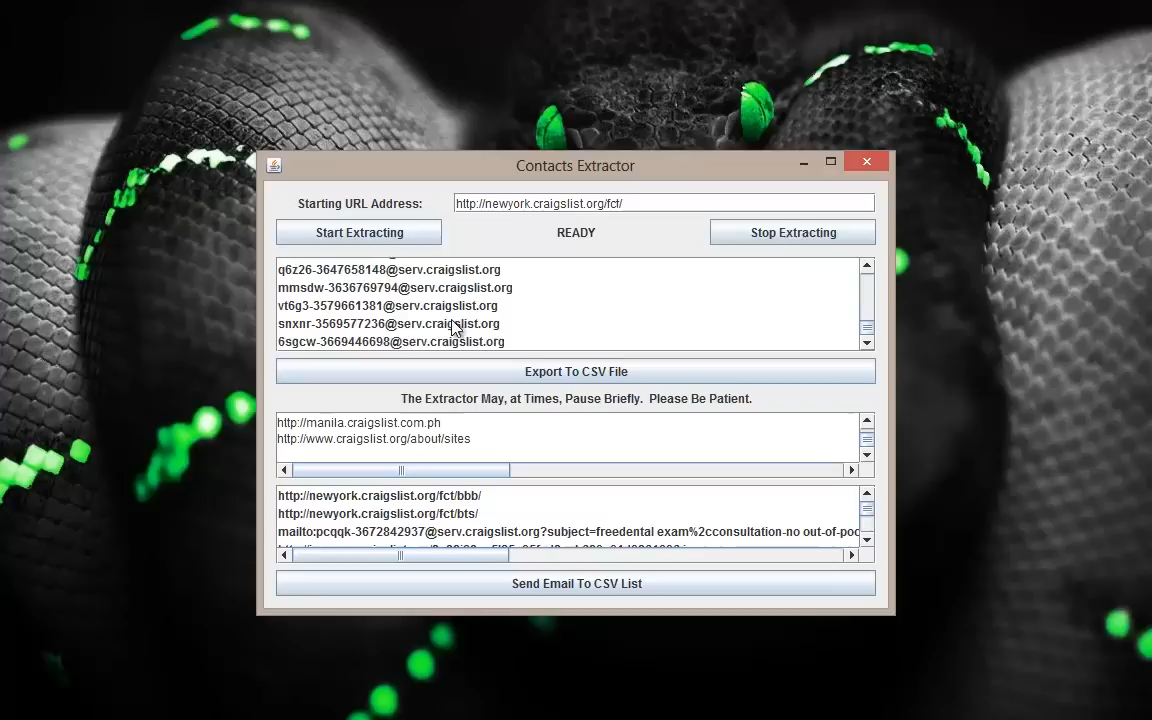 Contacts Extractor
Starting URL Address: http://newyork.craigslist.org/fct/
Start Extracting READY Stop Extracting
q6z26-3647658148@serv.craigslist.org
mmsdw-3636769794@serv.craigslist.org
vt6g3-3579661381@serv.craigslist.org
snxnr-3569577236@serv.craigslist.org
6sgcw-3669446698@serv.craigslist.org
Export To CSV File
The Extractor May, at Times, Pause Briefly. Please Be Patient.
http://manila.craigslist.com.ph
http://www.craigslist.org/about/sites
http://newyork.craigslist.org/fct/bbb/
http://newyork.craigslist.org/fct/bts/
mailto:pcqqk-3672842937@serv.craigslist.org?subject=freedental exam%2cconsultation-no out-of-poc
Send Email To CSV List